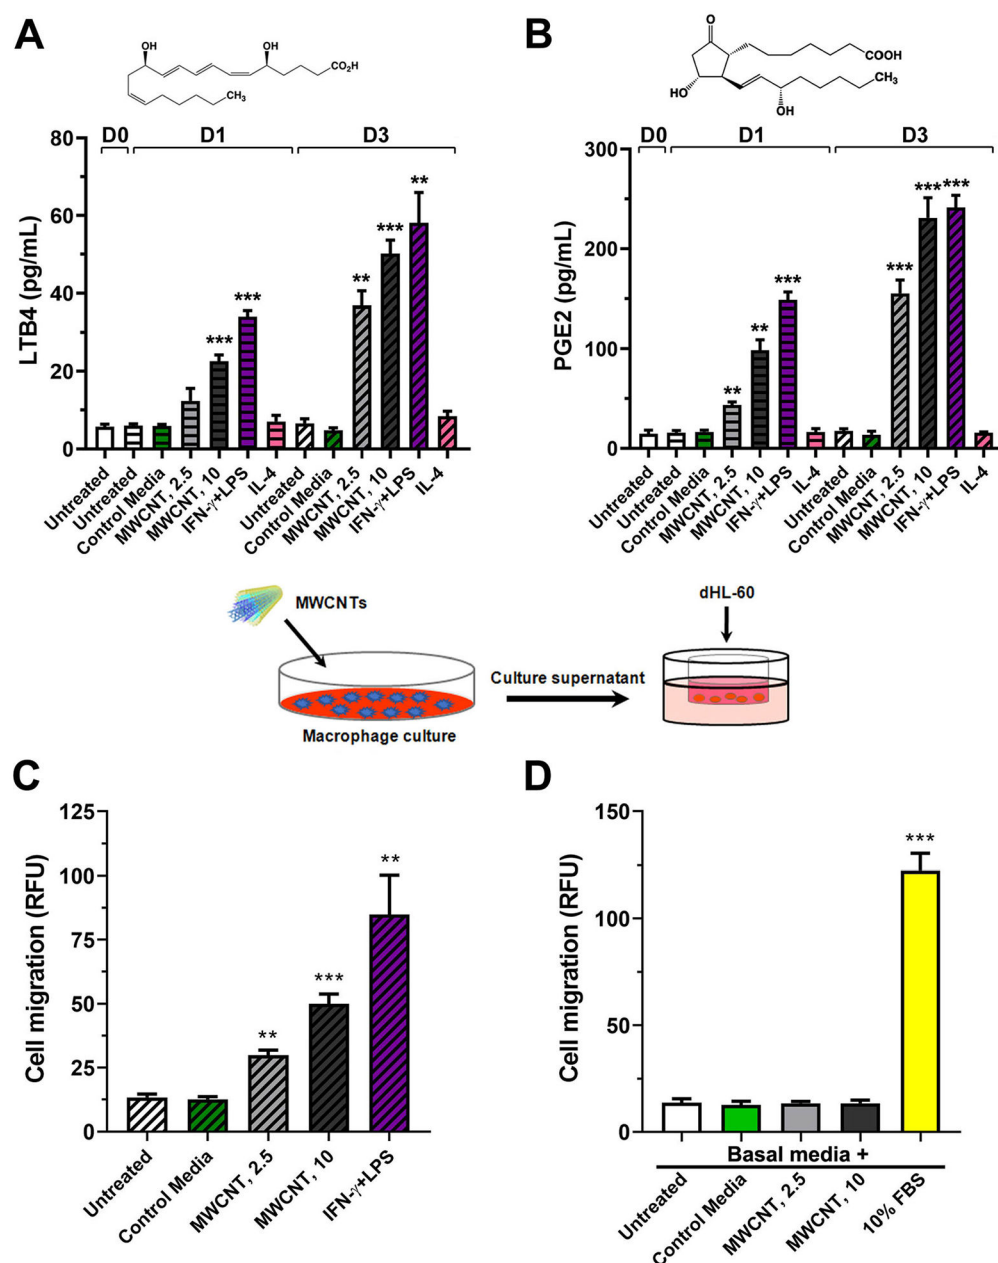 A
OH
OH
CO₂H
CH₃
D0 D1 D3
LTB4 (pg/mL)
80
60
40
20
0
**
***
**
***
***
Untreated
Untreated
Control Media
MWCNT, 2.5
MWCNT, 10
IFN-γ+LPS
IL-4
Untreated
Control Media
MWCNT, 2.5
MWCNT, 10
IFN-γ+LPS
IL-4
B
O
COOH
CH₃
HO
OH
D0 D1 D3
PGE2 (pg/mL)
300
200
100
0
**
**
***
***
***
***
Untreated
Untreated
Control Media
MWCNT, 2.5
MWCNT, 10
IFN-γ+LPS
IL-4
Untreated
Control Media
MWCNT, 2.5
MWCNT, 10
IFN-γ+LPS
IL-4
MWCNTs
Macrophage culture
Culture supernatant
dHL-60
C
Cell migration (RFU)
125
100
75
50
25
0
**
***
**
Untreated
Control Media
MWCNT, 2.5
MWCNT, 10
IFN-γ+LPS
D
Cell migration (RFU)
150
100
50
0
***
Basal media +
Untreated
Control Media
MWCNT, 2.5
MWCNT, 10
10% FBS